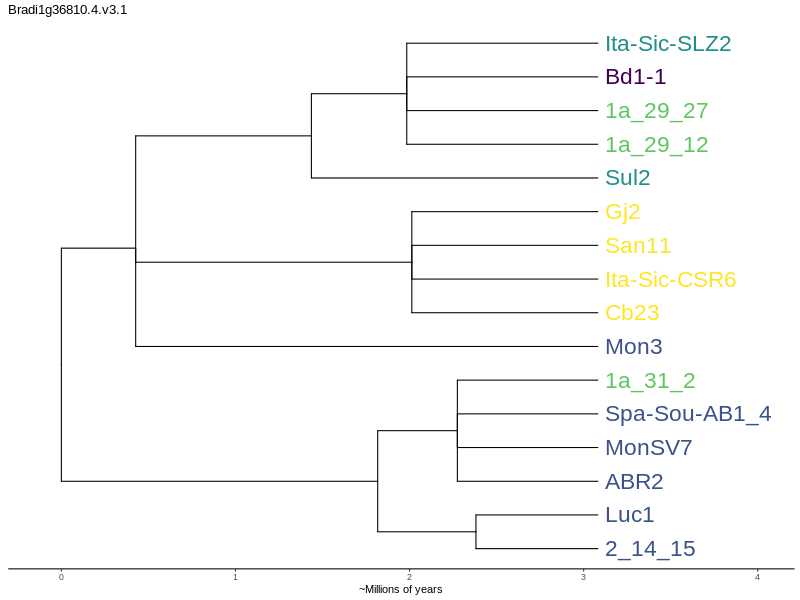 Bradi1g36810.4.v3.1
Ita-Sic-SLZ2
Bd1-1
1a_29_27
1a_29_12
Sul2
Gj2
San11
Ita-Sic-CSR6
Cb23
Mon3
1a_31_2
Spa-Sou-AB1_4
MonSV7
ABR2
Luc1
2_14_15
0 1 2 3 4
~Millions of years